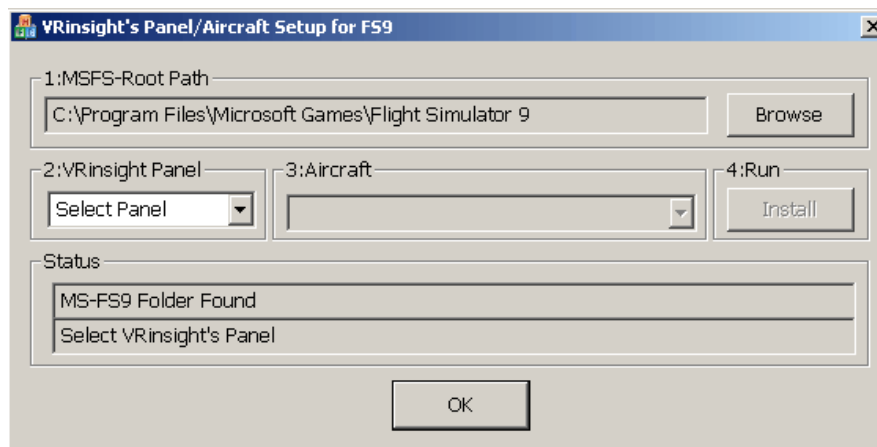 VRinsight's Panel/Aircraft Setup for FS9
1:MSFS-Root Path
C:\Program Files\Microsoft Games\Flight Simulator 9
Browse
2:VRinsight Panel
3:Aircraft
4:Run
Select Panel
Install
Status
MS-FS9 Folder Found
Select VRinsight's Panel
OK